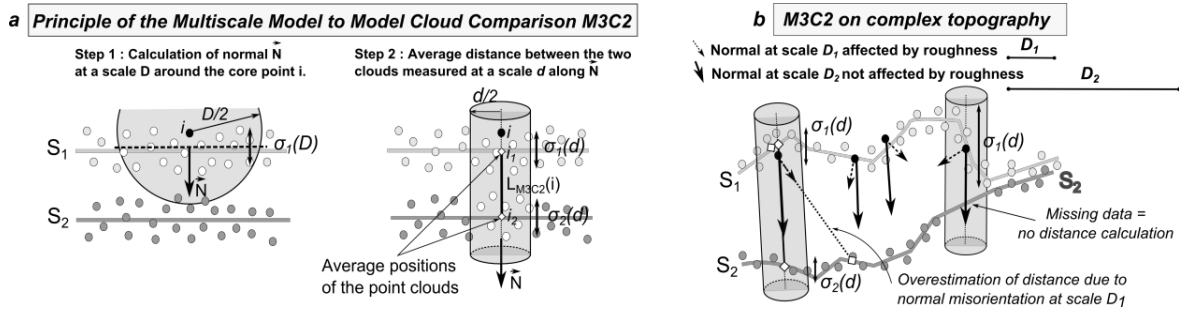 a Principle of the Multiscale Model to Model Cloud Comparison M3C2
Step 1 : Calculation of normal N⃗
at a scale D around the core point i.
D/2
i
σ1(D)
S1
N⃗
S2
Step 2 : Average distance between the two
clouds measured at a scale d along N⃗
d/2
i
σ1(d)
i1
LM3C2(i)
σ2(d)
i2
Average positions
of the point clouds
N⃗
b M3C2 on complex topography
Normal at scale D1 affected by roughness
D1
Normal at scale D2 not affected by roughness
D2
σ1(d)
σ1(d)
S1
S2
Missing data =
no distance calculation
S2
σ2(d)
Overestimation of distance due to
normal misorientation at scale D1